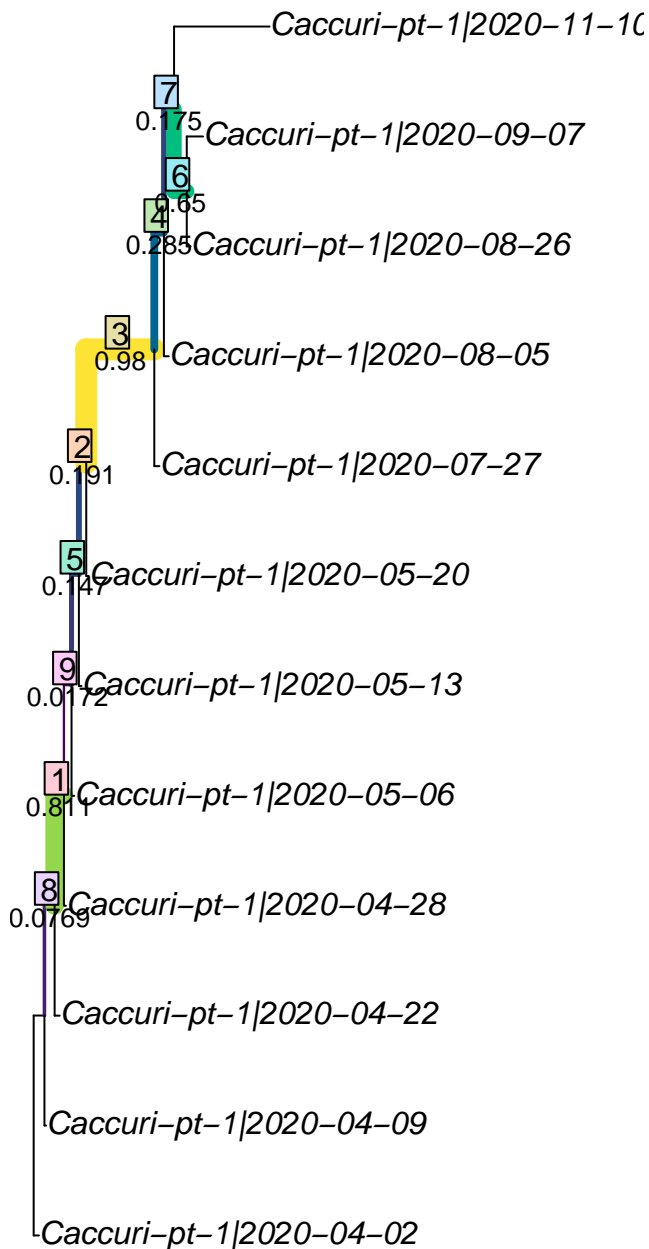 Caccuri−pt−1|2020−11−10
7
0.175
Caccuri−pt−1|2020−09−07
6
0.65
4
0.285
Caccuri−pt−1|2020−08−26
3
0.98
Caccuri−pt−1|2020−08−05
2
0.191
Caccuri−pt−1|2020−07−27
5
0.147
Caccuri−pt−1|2020−05−20
9
0.0172
Caccuri−pt−1|2020−05−13
1
0.811
Caccuri−pt−1|2020−05−06
8
0.0769
Caccuri−pt−1|2020−04−28
Caccuri−pt−1|2020−04−22
Caccuri−pt−1|2020−04−09
Caccuri−pt−1|2020−04−02